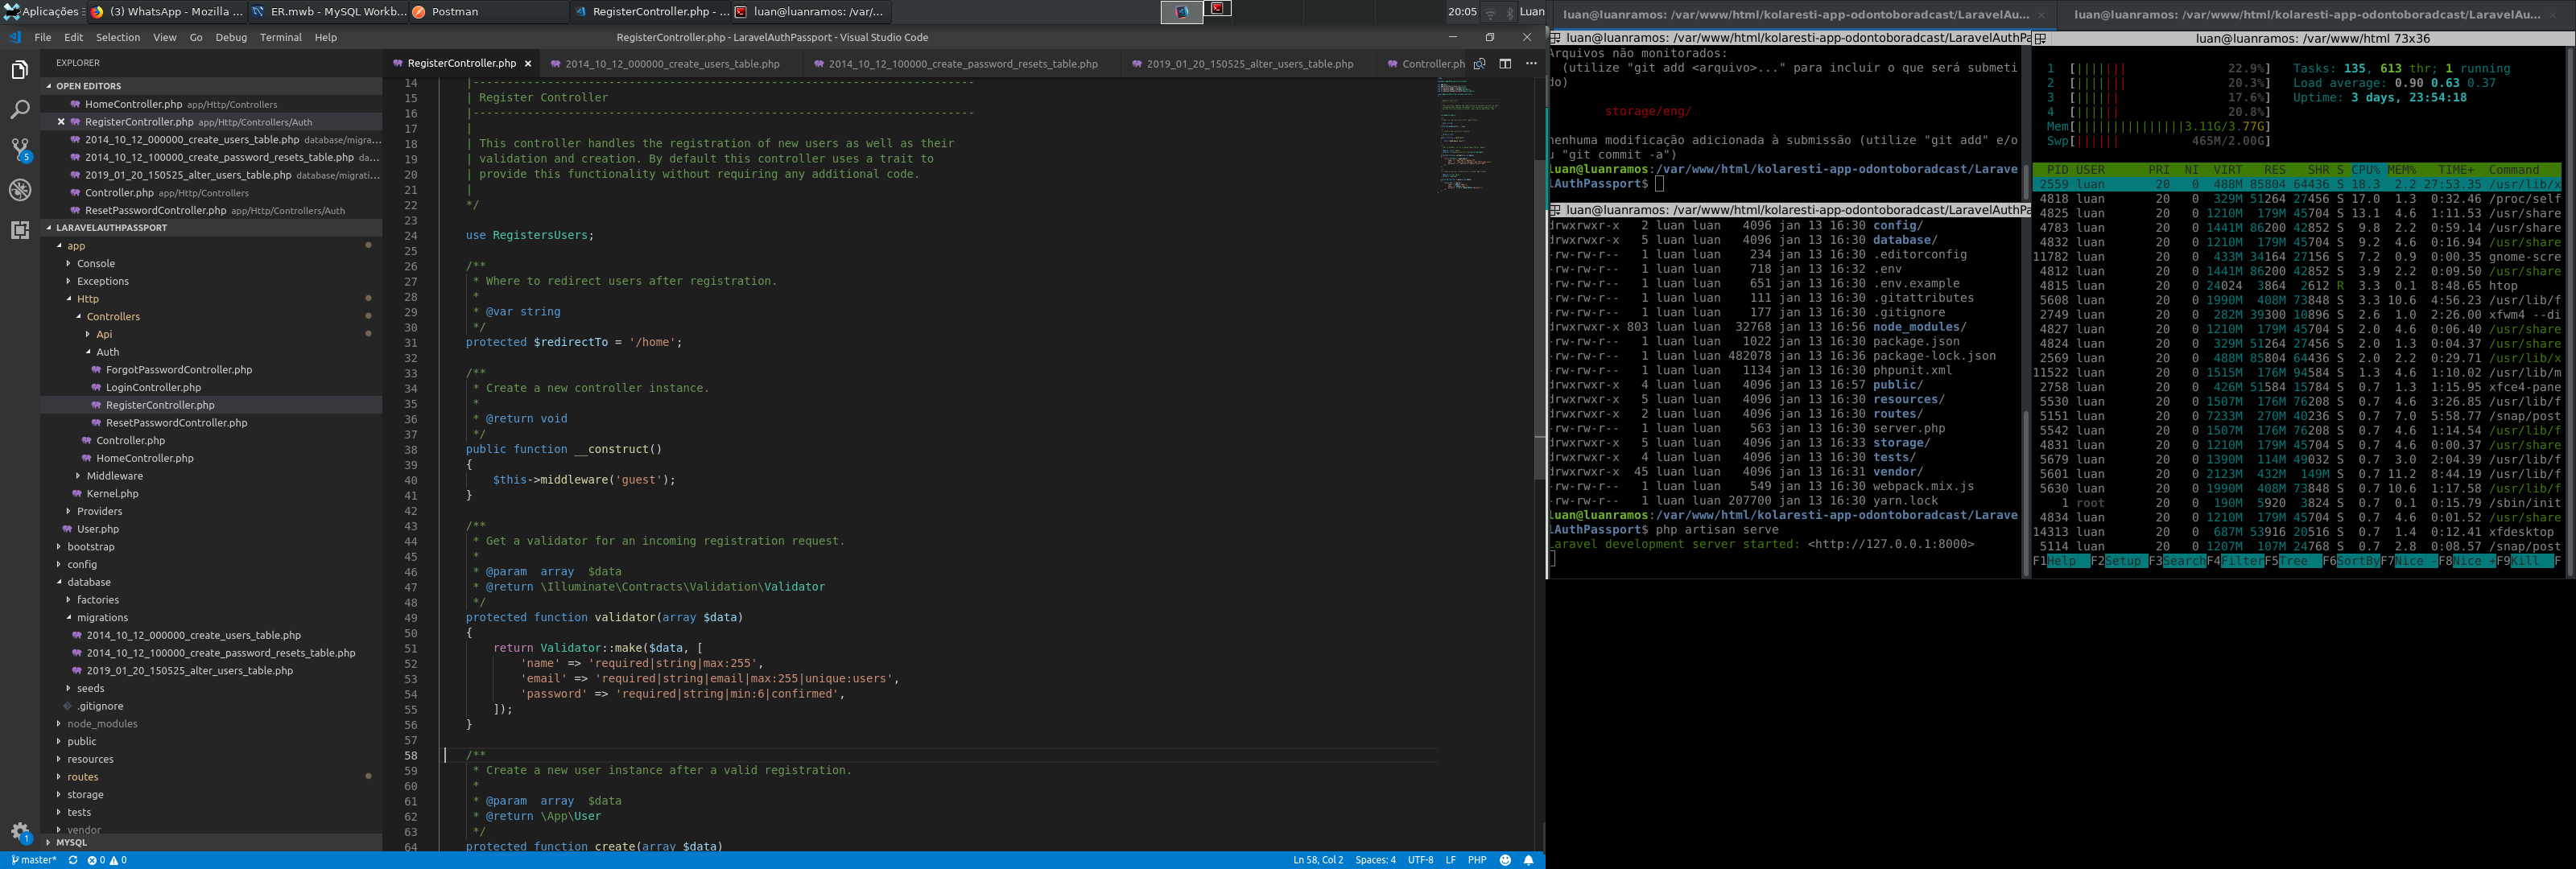 Aplicações
(3) WhatsApp - Mozilla ...
ER.mwb - MySQL Workb...
Postman
RegisterController.php - ...
luan@luanramos: /var/...
20:05
Luan
File Edit Selection View Go Debug Terminal Help
RegisterController.php - LaravelAuthPassport - Visual Studio Code
EXPLORER
OPEN EDITORS
HomeController.php app/Http/Controllers
RegisterController.php app/Http/Controllers/Auth
2014_10_12_000000_create_users_table.php database/migra...
2014_10_12_100000_create_password_resets_table.php da...
2019_01_20_150525_alter_users_table.php database/migrati...
Controller.php app/Http/Controllers
ResetPasswordController.php app/Http/Controllers/Auth
LARAVELAUTHPASSPORT
app
Console
Exceptions
Http
Controllers
Api
Auth
ForgotPasswordController.php
LoginController.php
RegisterController.php
ResetPasswordController.php
Controller.php
HomeController.php
Middleware
Kernel.php
Providers
User.php
bootstrap
config
database
factories
migrations
2014_10_12_000000_create_users_table.php
2014_10_12_100000_create_password_resets_table.php
2019_01_20_150525_alter_users_table.php
seeds
.gitignore
node_modules
public
resources
routes
storage
tests
vendor
MYSQL
5
1
RegisterController.php
2014_10_12_000000_create_users_table.php
2014_10_12_100000_create_password_resets_table.php
2019_01_20_150525_alter_users_table.php
Controller.ph
14 |--------------------------------------------------------------------------
15 | Register Controller
16 |--------------------------------------------------------------------------
17 |
18 | This controller handles the registration of new users as well as their
19 | validation and creation. By default this controller uses a trait to
20 | provide this functionality without requiring any additional code.
21 |
22 */
23
24 use RegistersUsers;
25
26 /**
27 * Where to redirect users after registration.
28 *
29 * @var string
30 */
31 protected $redirectTo = '/home';
32
33 /**
34 * Create a new controller instance.
35 *
36 * @return void
37 */
38 public function __construct()
39 {
40 $this->middleware('guest');
41 }
42
43 /**
44 * Get a validator for an incoming registration request.
45 *
46 * @param array $data
47 * @return \Illuminate\Contracts\Validation\Validator
48 */
49 protected function validator(array $data)
50 {
51 return Validator::make($data, [
52 'name' => 'required|string|max:255',
53 'email' => 'required|string|email|max:255|unique:users',
54 'password' => 'required|string|min:6|confirmed',
55 ]);
56 }
57
58 /**
59 * Create a new user instance after a valid registration.
60 *
61 * @param array $data
62 * @return \App\User
63 */
64 protected function create(array $data)
master* 0 0
Ln 58, Col 2 Spaces: 4 UTF-8 LF PHP
luan@luanramos: /var/www/html/kolaresti-app-odontoboradcast/LaravelAu...
luan@luanramos: /var/www/html/kolaresti-app-odontoboradcast/LaravelAu...
luan@luanramos: /var/www/html/kolaresti-app-odontoboradcast/LaravelAuthPa
Arquivos não monitorados:
(utilize "git add <arquivo>..." para incluir o que será submeti
do)
storage/eng/
nenhuma modificação adicionada à submissão (utilize "git add" e/o
u "git commit -a")
luan@luanramos:/var/www/html/kolaresti-app-odontoboradcast/Larave
lAuthPassport$
luan@luanramos: /var/www/html/kolaresti-app-odontoboradcast/LaravelAuthPa
drwxrwxr-x 2 luan luan 4096 jan 13 16:30 config/
drwxrwxr-x 5 luan luan 4096 jan 13 16:30 database/
-rw-rw-r-- 1 luan luan 234 jan 13 16:30 .editorconfig
-rw-rw-r-- 1 luan luan 718 jan 13 16:32 .env
-rw-rw-r-- 1 luan luan 651 jan 13 16:30 .env.example
-rw-rw-r-- 1 luan luan 111 jan 13 16:30 .gitattributes
-rw-rw-r-- 1 luan luan 177 jan 13 16:30 .gitignore
drwxrwxr-x 803 luan luan 32768 jan 13 16:56 node_modules/
-rw-rw-r-- 1 luan luan 1022 jan 13 16:30 package.json
-rw-rw-r-- 1 luan luan 482078 jan 13 16:36 package-lock.json
-rw-rw-r-- 1 luan luan 1134 jan 13 16:30 phpunit.xml
drwxrwxr-x 4 luan luan 4096 jan 13 16:57 public/
drwxrwxr-x 5 luan luan 4096 jan 13 16:30 resources/
drwxrwxr-x 2 luan luan 4096 jan 13 16:30 routes/
-rw-rw-r-- 1 luan luan 563 jan 13 16:30 server.php
drwxrwxr-x 5 luan luan 4096 jan 13 16:33 storage/
drwxrwxr-x 4 luan luan 4096 jan 13 16:30 tests/
drwxrwxr-x 45 luan luan 4096 jan 13 16:31 vendor/
-rw-rw-r-- 1 luan luan 549 jan 13 16:30 webpack.mix.js
-rw-rw-r-- 1 luan luan 207700 jan 13 16:30 yarn.lock
luan@luanramos:/var/www/html/kolaresti-app-odontoboradcast/Larave
lAuthPassport$ php artisan serve
Laravel development server started: <http://127.0.0.1:8000>
luan@luanramos: /var/www/html 73x36
1 [||||||| 22.9%] Tasks: 135, 613 thr; 1 running
2 [||||||| 20.3%] Load average: 0.90 0.63 0.37
3 [|||||| 17.6%] Uptime: 3 days, 23:54:18
4 [|||||| 20.8%]
Mem[||||||||||||||||3.11G/3.77G]
Swp[|||||| 465M/2.00G]
PID USER PRI NI VIRT RES SHR S CPU% MEM% TIME+ Command
2559 luan 20 0 488M 85804 64436 S 18.3 2.2 27:53.35 /usr/lib/x
4818 luan 20 0 329M 51264 27456 S 17.0 1.3 0:32.46 /proc/self
4825 luan 20 0 1210M 179M 45704 S 13.1 4.6 1:11.53 /usr/share
4783 luan 20 0 1441M 86200 42852 S 9.8 2.2 0:59.14 /usr/share
4832 luan 20 0 1210M 179M 45704 S 9.2 4.6 0:16.94 /usr/share
11782 luan 20 0 433M 34164 27156 S 7.2 0.9 0:00.35 gnome-scre
4812 luan 20 0 1441M 86200 42852 S 3.9 2.2 0:09.50 /usr/share
4815 luan 20 0 24024 3864 2612 R 3.3 0.1 8:48.65 htop
5608 luan 20 0 1990M 408M 73848 S 3.3 10.6 4:56.23 /usr/lib/f
2749 luan 20 0 282M 39300 10896 S 2.6 1.0 2:26.00 xfwm4 --di
4827 luan 20 0 1210M 179M 45704 S 2.0 4.6 0:06.40 /usr/share
4824 luan 20 0 329M 51264 27456 S 2.0 1.3 0:04.37 /usr/share
2569 luan 20 0 488M 85804 64436 S 2.0 2.2 0:29.71 /usr/lib/x
11522 luan 20 0 1515M 176M 94584 S 1.3 4.6 1:10.02 /usr/lib/m
2758 luan 20 0 426M 51584 15784 S 0.7 1.3 1:15.95 xfce4-pane
5530 luan 20 0 1507M 176M 76208 S 0.7 4.6 3:26.85 /usr/lib/f
5151 luan 20 0 7233M 270M 40236 S 0.7 7.0 5:58.77 /snap/post
5542 luan 20 0 1507M 176M 76208 S 0.7 4.6 1:14.54 /usr/lib/f
4831 luan 20 0 1210M 179M 45704 S 0.7 4.6 0:00.37 /usr/share
5679 luan 20 0 1390M 114M 49032 S 0.7 3.0 2:04.39 /usr/lib/f
5601 luan 20 0 2123M 432M 149M S 0.7 11.2 8:44.19 /usr/lib/f
5630 luan 20 0 1990M 408M 73848 S 0.7 10.6 1:17.58 /usr/lib/f
1 root 20 0 190M 5920 3824 S 0.7 0.1 0:15.79 /sbin/init
4834 luan 20 0 1210M 179M 45704 S 0.7 4.6 0:01.52 /usr/share
14313 luan 20 0 687M 53916 20516 S 0.7 1.4 0:12.41 xfdesktop
5114 luan 20 0 1207M 107M 24768 S 0.7 2.8 0:08.57 /snap/post
F1Help F2Setup F3SearchF4FilterF5Tree F6SortByF7Nice -F8Nice +F9Kill F